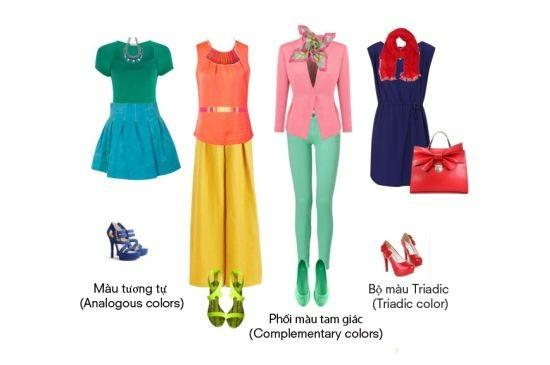 Màu tương tự
(Analogous colors)
Phối màu tam giác
(Complementary colors)
Bộ màu Triadic
(Triadic color)